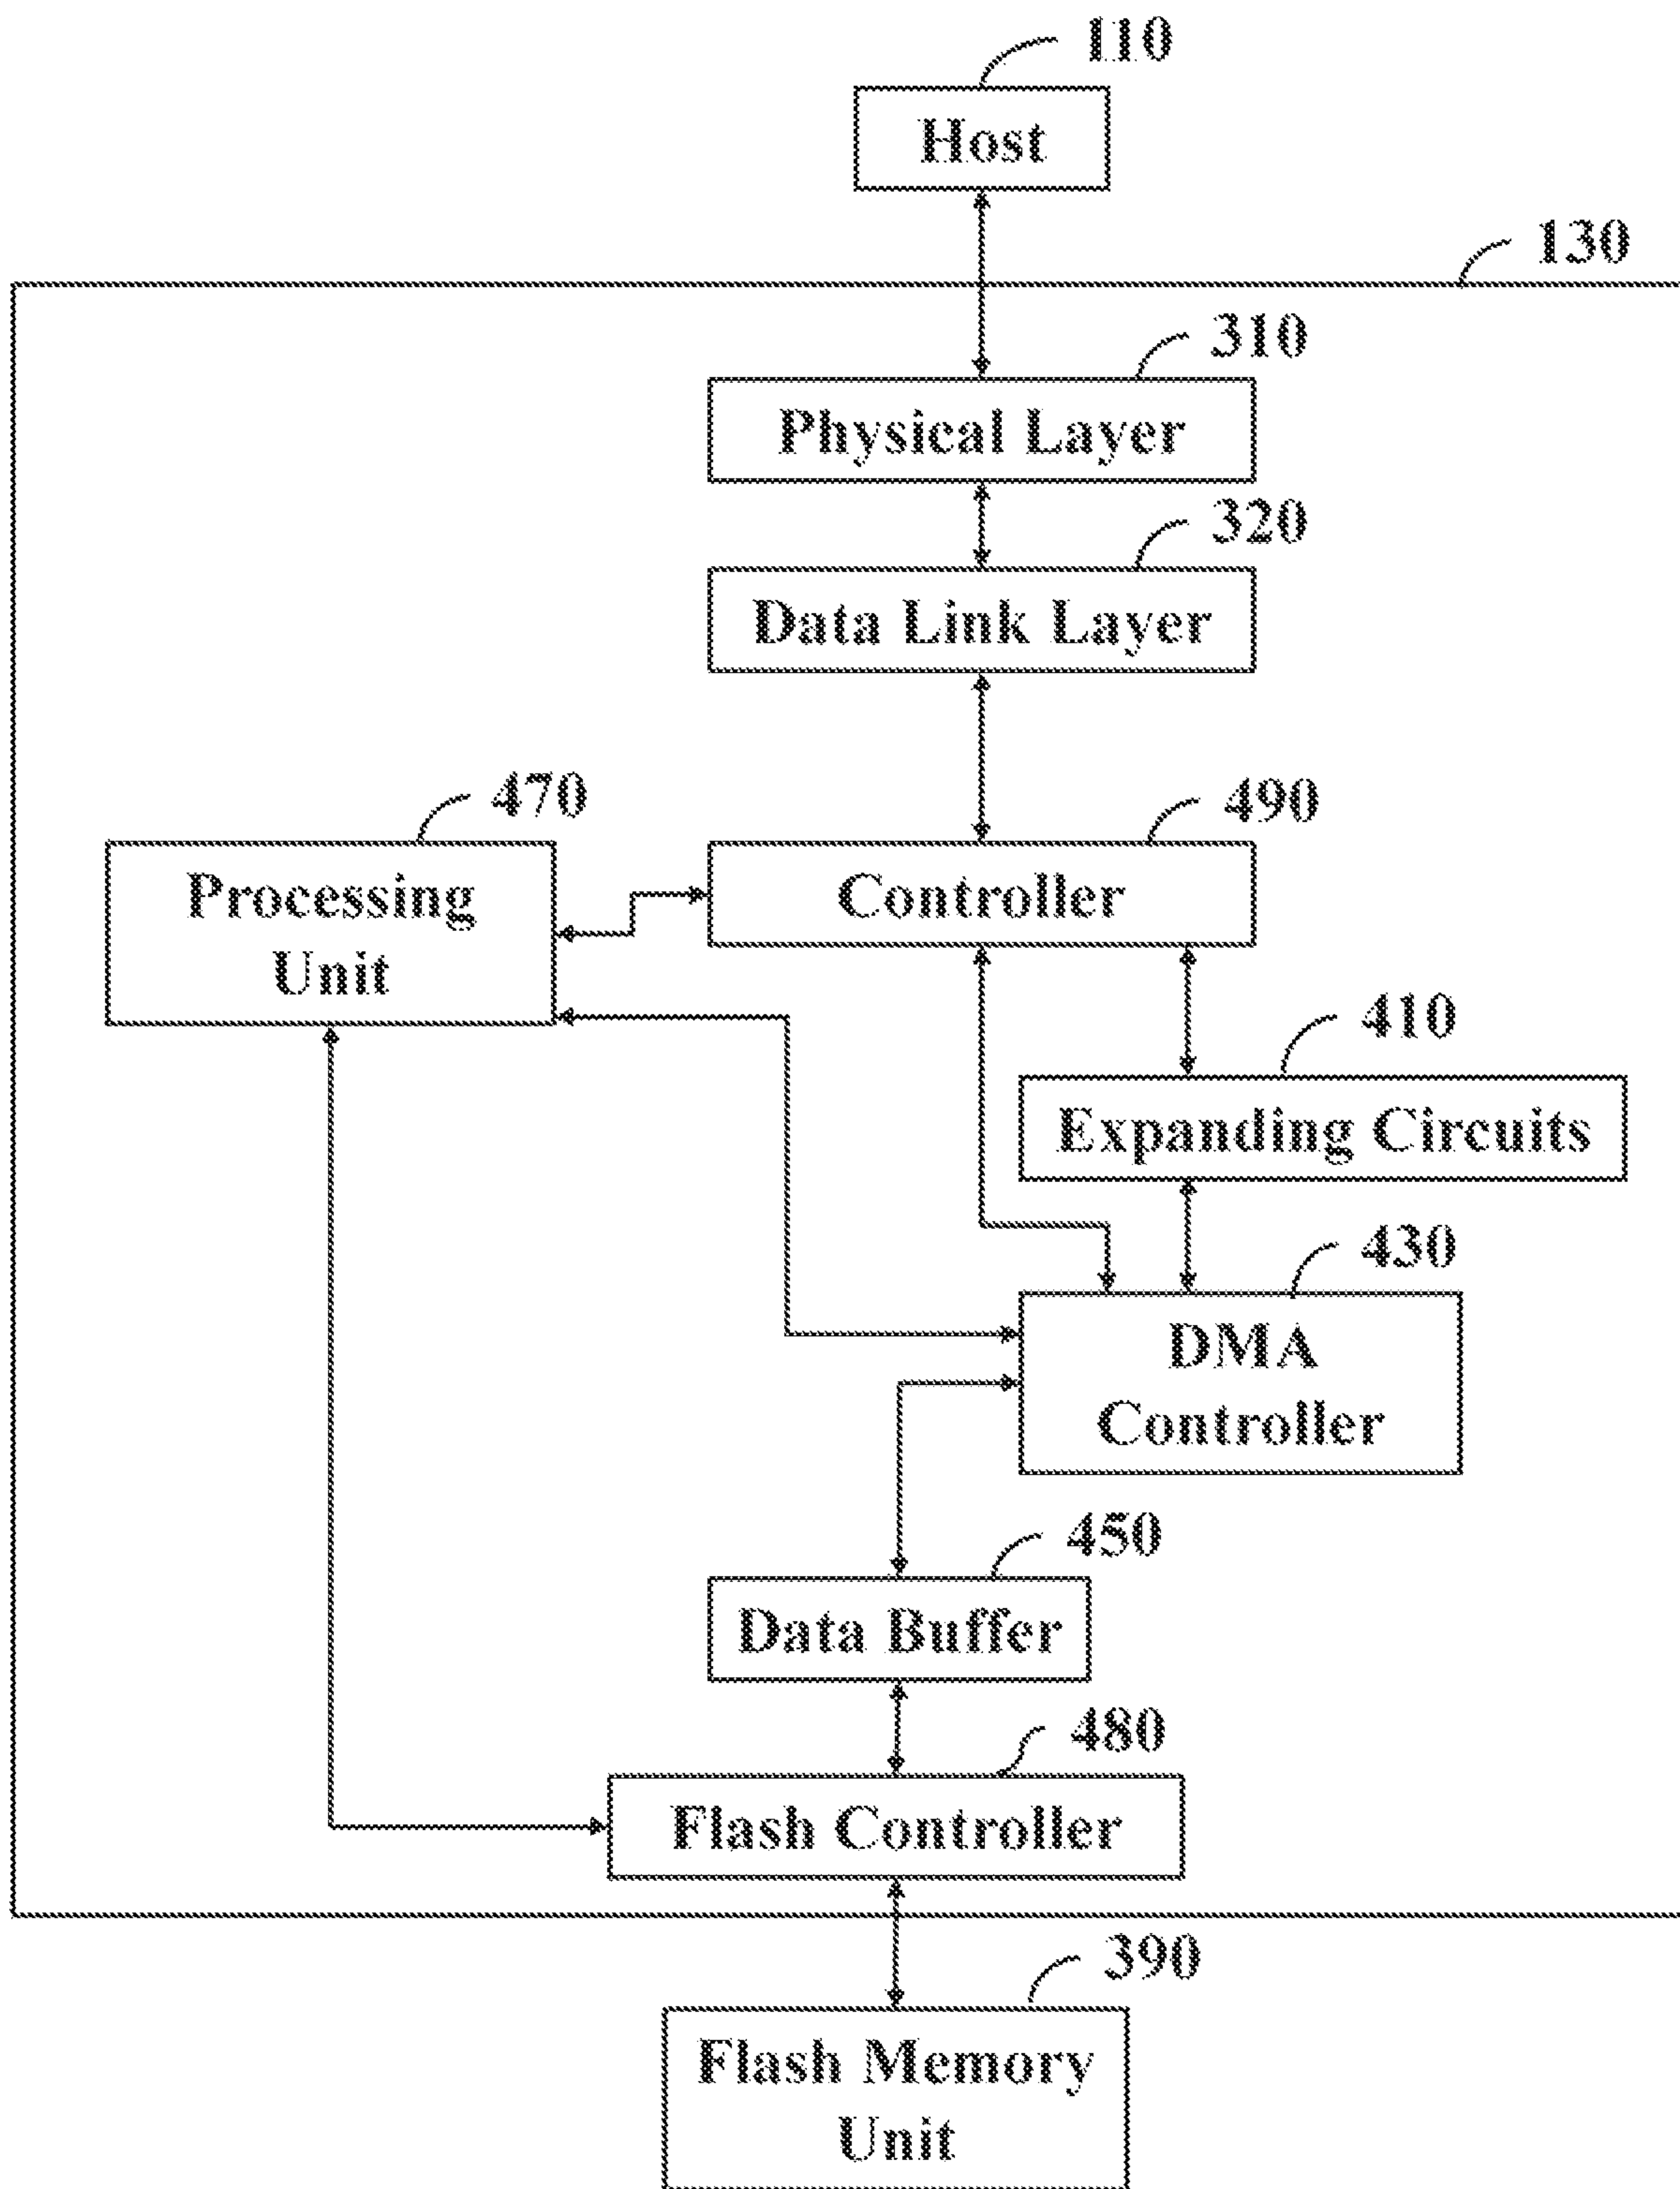 110
Host
130
310
Physical Layer
320
Data Link Layer
470
490
Processing
Unit
Controller
410
Expanding Circuits
430
DMA
Controller
450
Data Buffer
480
Flash Controller
390
Flash Memory
Unit